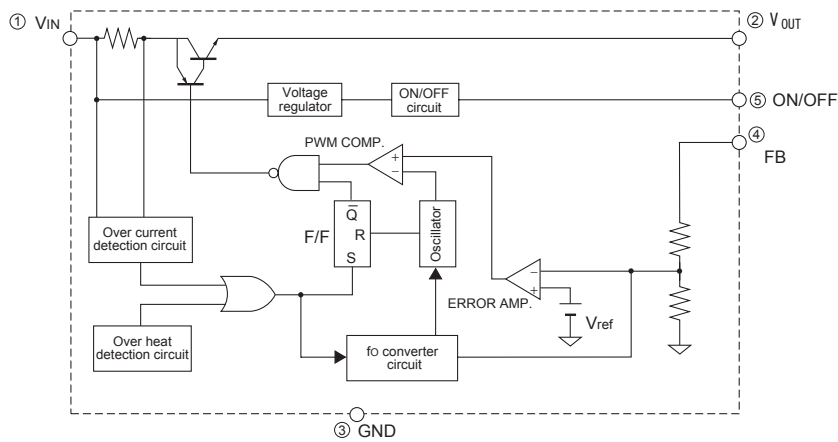 ① VIN
② VOUT
Voltage
regulator
ON/OFF
circuit
⑤ ON/OFF
④
FB
PWM COMP.
+
−
Over current
detection circuit
F/F
Q̅
R
S
Oscillator
−
+
ERROR AMP.
Vref
Over heat
detection circuit
fO converter
circuit
③ GND